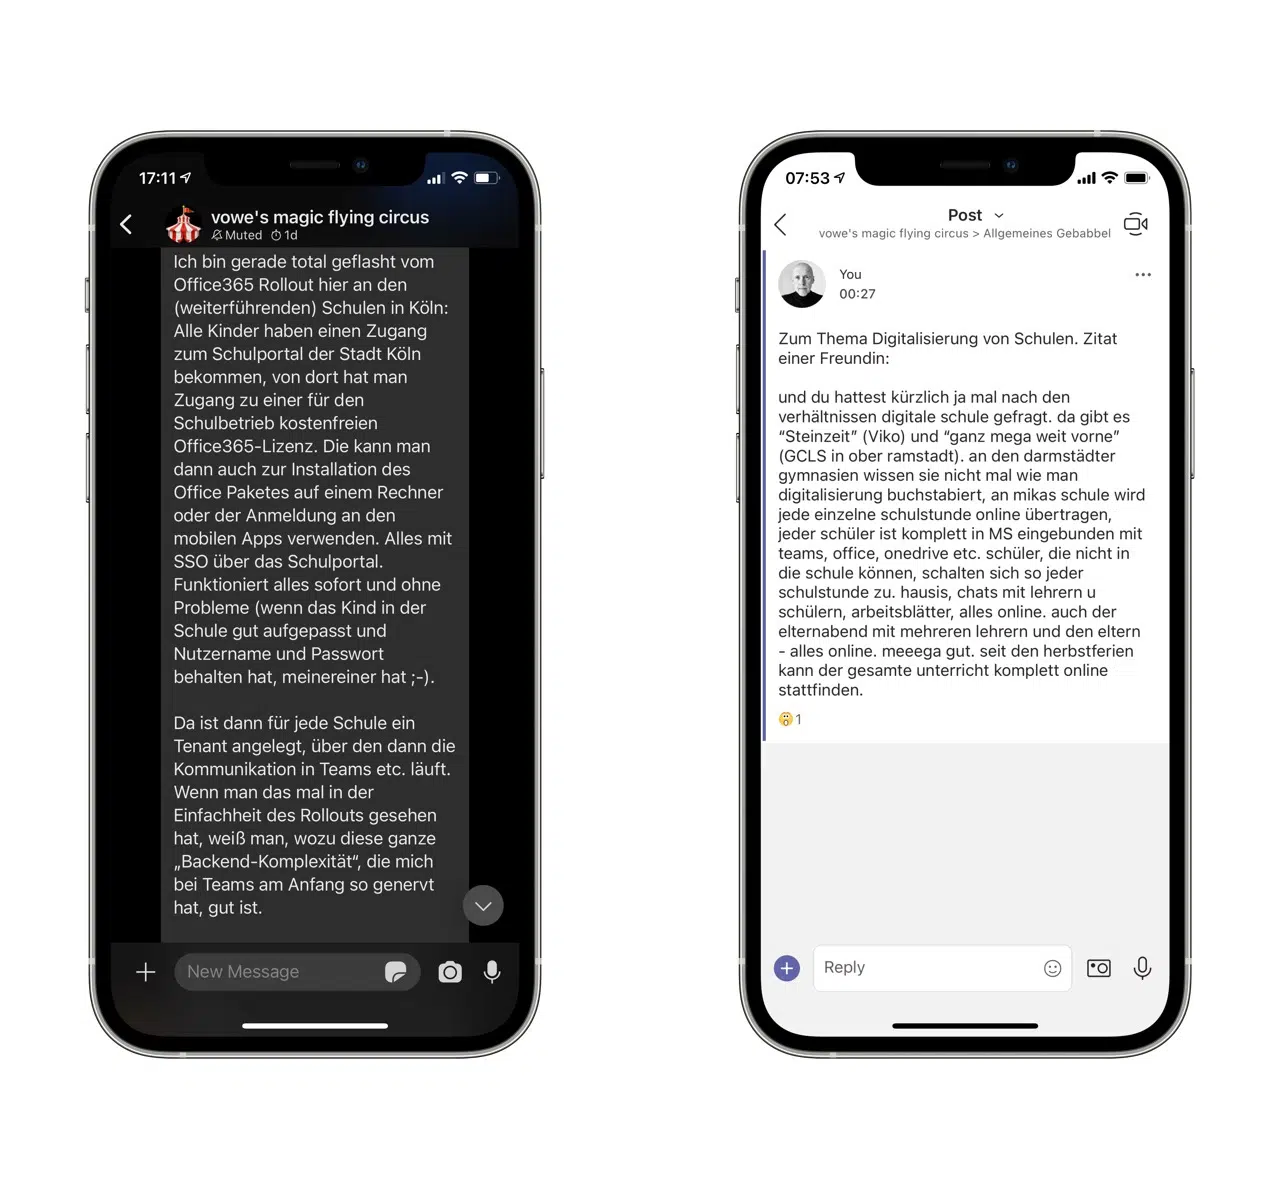 17:11
vowe's magic flying circus
Muted 1d
Ich bin gerade total geflasht vom
Office365 Rollout hier an den
(weiterführenden) Schulen in Köln:
Alle Kinder haben einen Zugang
zum Schulportal der Stadt Köln
bekommen, von dort hat man
Zugang zu einer für den
Schulbetrieb kostenfreien
Office365-Lizenz. Die kann man
dann auch zur Installation des
Office Paketes auf einem Rechner
oder der Anmeldung an den
mobilen Apps verwenden. Alles mit
SSO über das Schulportal.
Funktioniert alles sofort und ohne
Probleme (wenn das Kind in der
Schule gut aufgepasst und
Nutzername und Passwort
behalten hat, meinereiner hat ;-).
Da ist dann für jede Schule ein
Tenant angelegt, über den dann die
Kommunikation in Teams etc. läuft.
Wenn man das mal in der
Einfachheit des Rollouts gesehen
hat, weiß man, wozu diese ganze
„Backend-Komplexität“, die mich
bei Teams am Anfang so genervt
hat, gut ist.
New Message
07:53
Post
vowe's magic flying circus > Allgemeines Gebabbel
You
00:27
Zum Thema Digitalisierung von Schulen. Zitat
einer Freundin:
und du hattest kürzlich ja mal nach den
verhältnissen digitale schule gefragt. da gibt es
“Steinzeit” (Viko) und “ganz mega weit vorne”
(GCLS in ober ramstadt). an den darmstädter
gymnasien wissen sie nicht mal wie man
digitalisierung buchstabiert, an mikas schule wird
jede einzelne schulstunde online übertragen,
jeder schüler ist komplett in MS eingebunden mit
teams, office, onedrive etc. schüler, die nicht in
die schule können, schalten sich so jeder
schulstunde zu. hausis, chats mit lehrern u
schülern, arbeitsblätter, alles online. auch der
elternabend mit mehreren lehrern und den eltern
- alles online. meeega gut. seit den herbstferien
kann der gesamte unterricht komplett online
stattfinden.
1
Reply